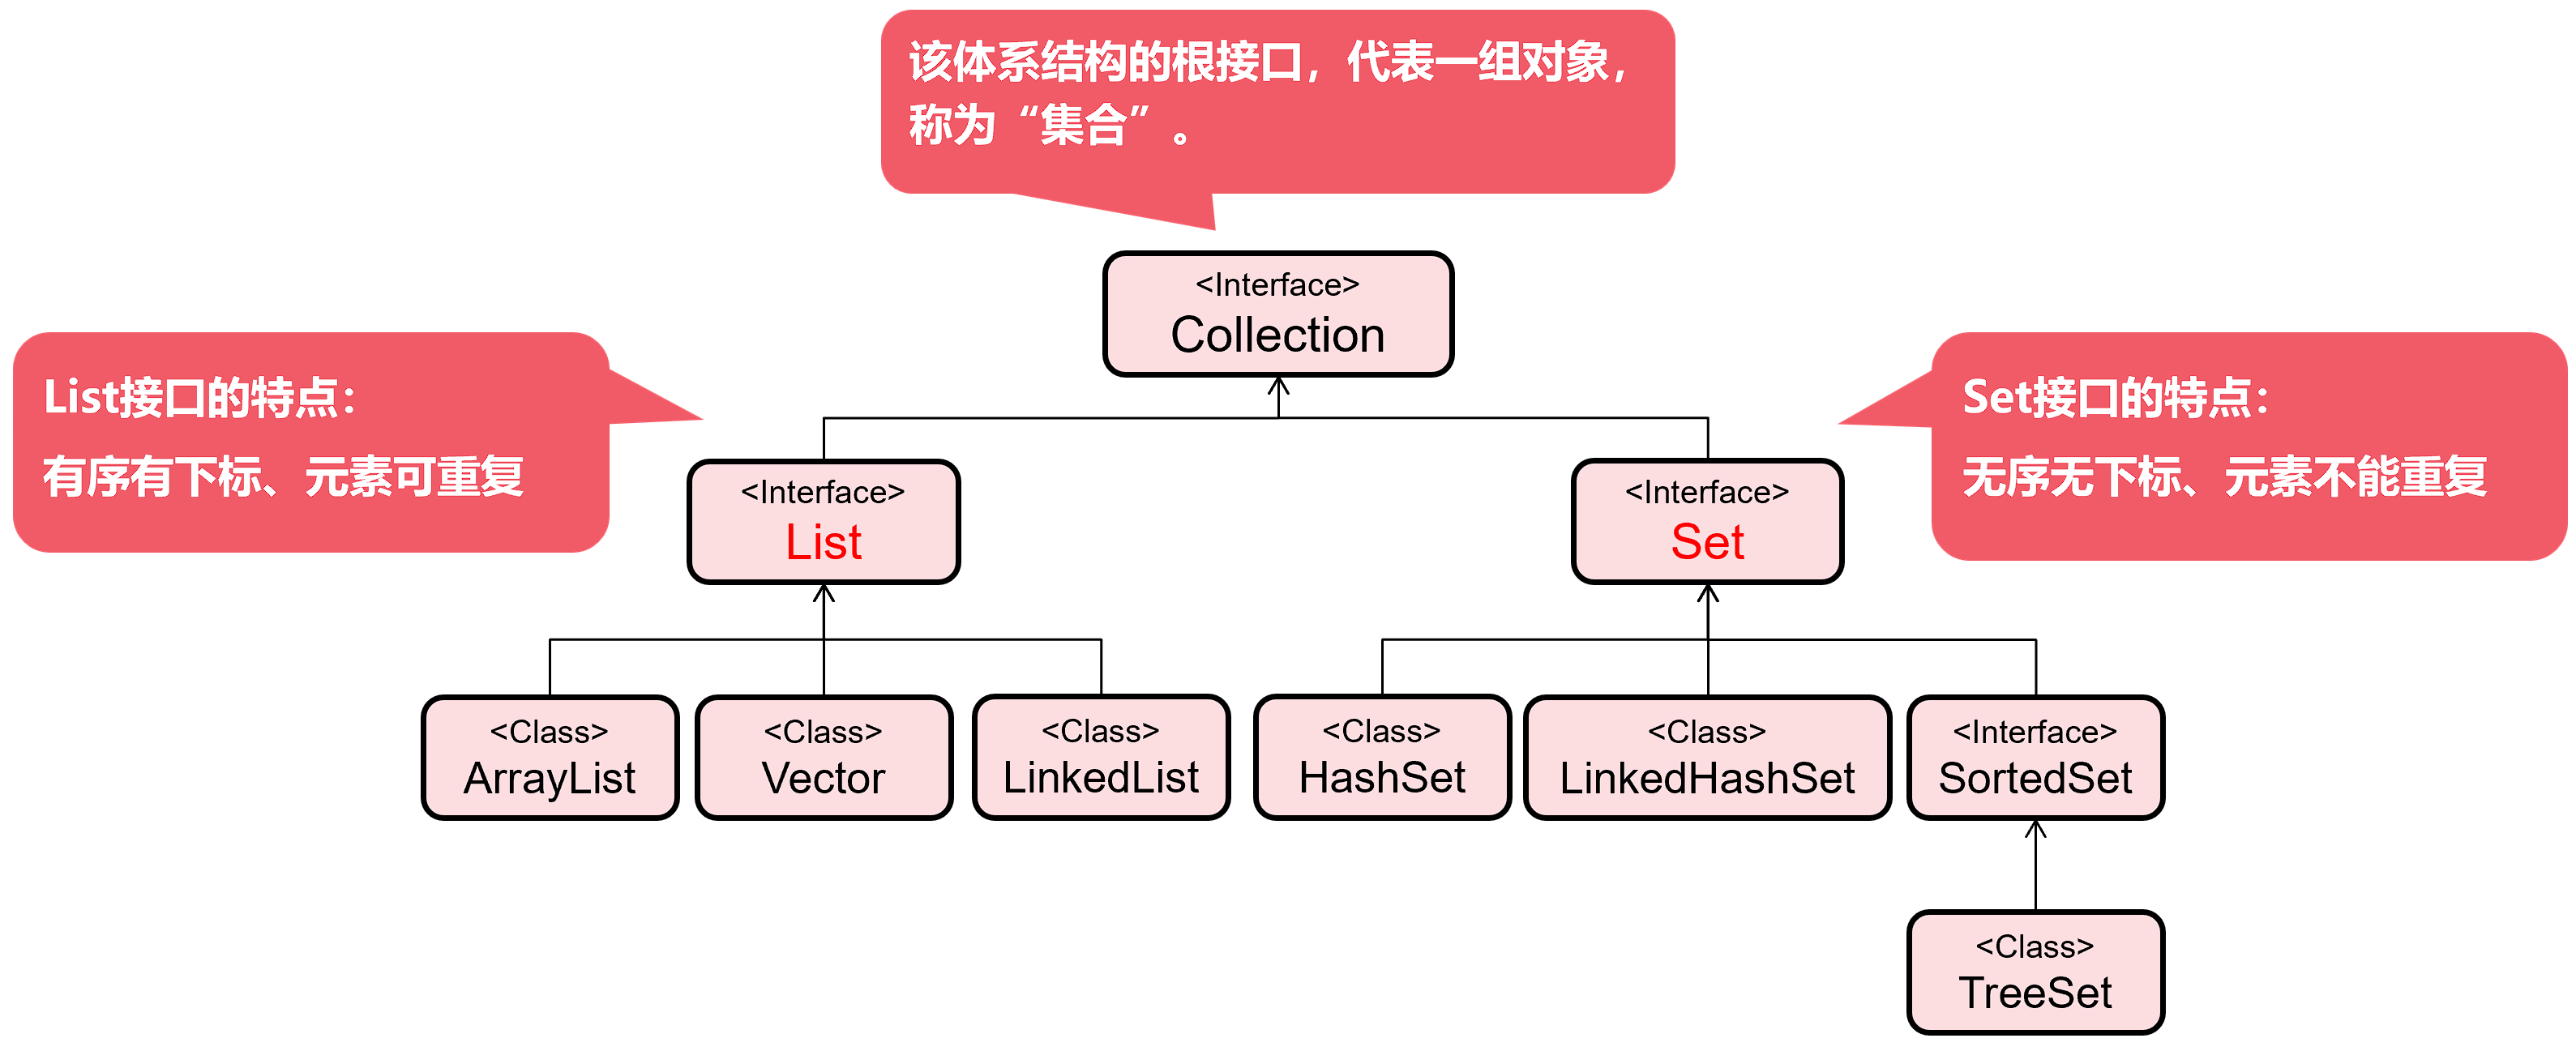 该体系结构的根接口，代表一组对象，
称为“集合”。
<Interface>
Collection
List接口的特点：
有序有下标、元素可重复
Set接口的特点：
无序无下标、元素不能重复
<Interface>
List
<Interface>
Set
<Class>
ArrayList
<Class>
Vector
<Class>
LinkedList
<Class>
HashSet
<Class>
LinkedHashSet
<Interface>
SortedSet
<Class>
TreeSet